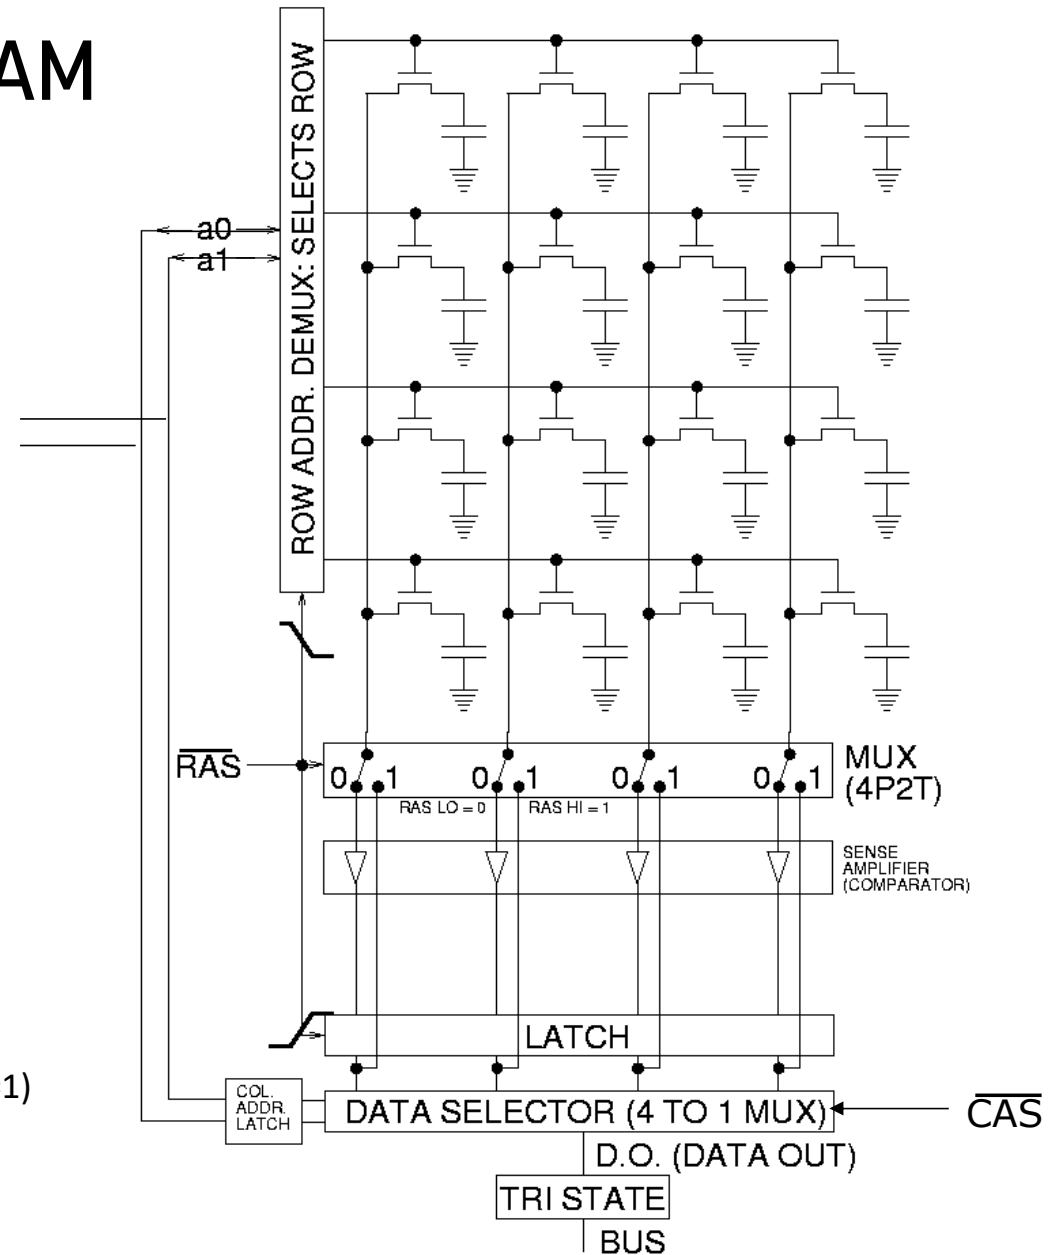 AM
ROW ADDR. DEMUX: SELECTS ROW
a0
a1
RAS
0 1 0 1 0 1 0 1
MUX
(4P2T)
RAS LO = 0 RAS HI = 1
SENSE
AMPLIFIER
(COMPARATOR)
LATCH
1)
COL.
ADDR.
LATCH
DATA SELECTOR (4 TO 1 MUX)
CAS
D.O. (DATA OUT)
TRI STATE
BUS